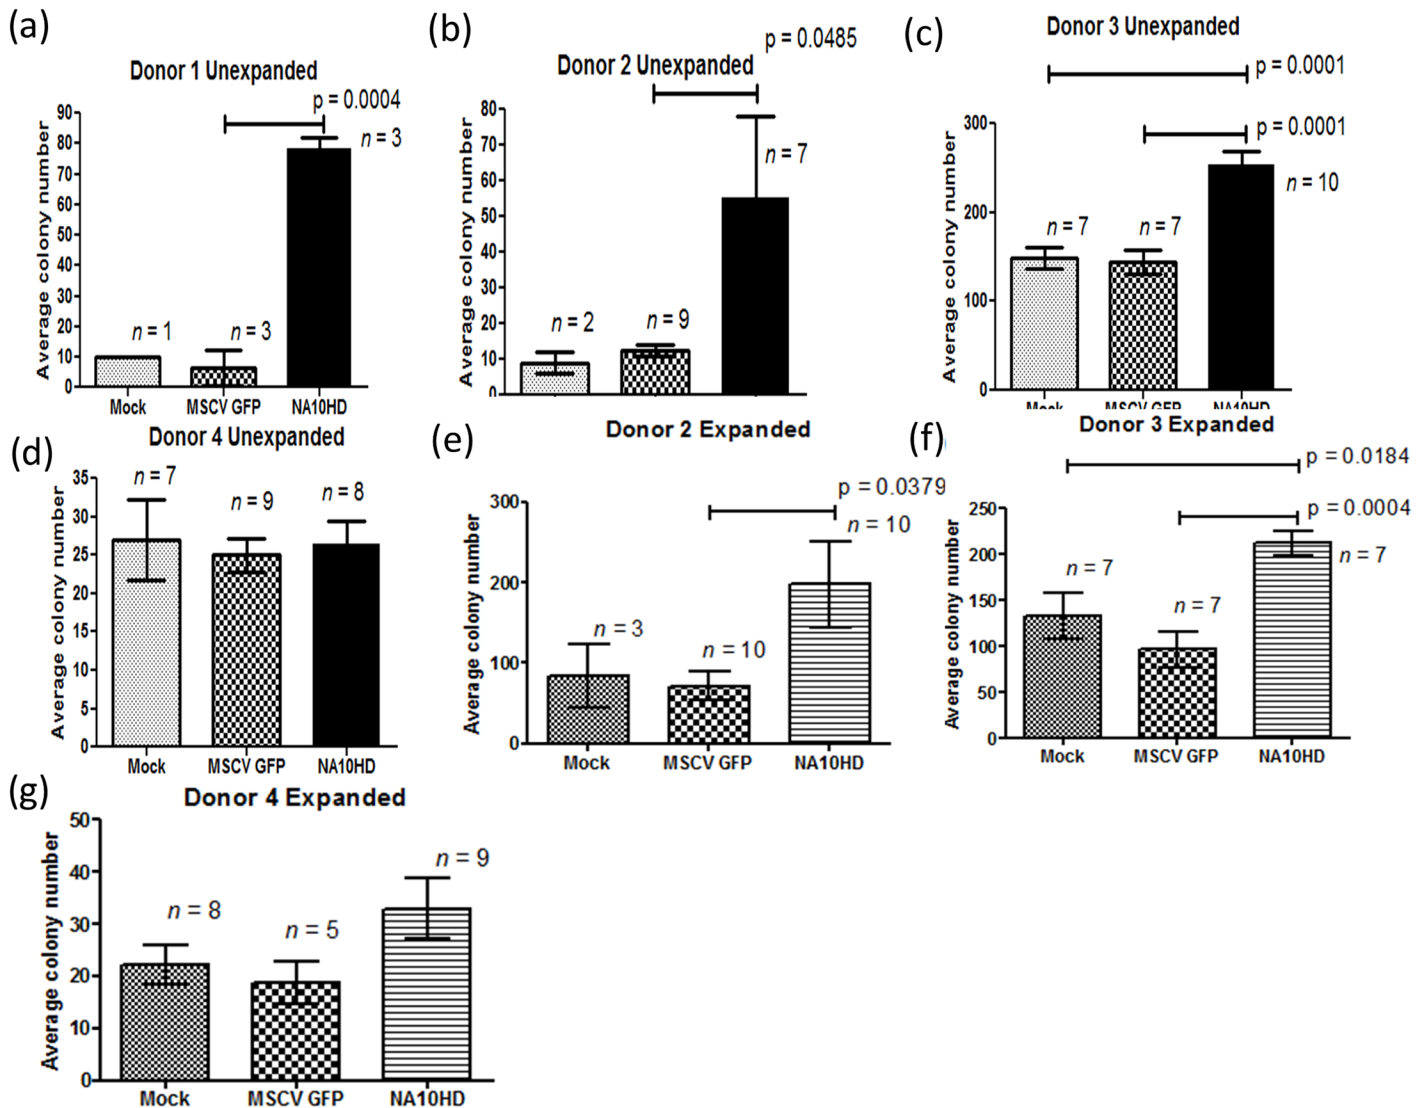 (a)
Donor 1 Unexpanded
p = 0.0004
n = 3
n = 1
n = 3
Average colony number
90
80
70
60
50
40
30
20
10
0
Mock MSCV GFP NA10HD
(b)
Donor 2 Unexpanded
p = 0.0485
n = 7
n = 2
n = 9
Average colony number
80
70
60
50
40
30
20
10
0
(c)
Donor 3 Unexpanded
p = 0.0001
p = 0.0001
n = 10
n = 7
n = 7
Average colony number
300
200
100
0
Mock MSCV GFP NA10HD
(d)
Donor 4 Unexpanded
n = 7
n = 9
n = 8
Average colony number
35
30
25
20
15
10
5
0
Mock MSCV GFP NA10HD
(e)
Donor 2 Expanded
p = 0.0379
n = 10
n = 3
n = 10
Average colony number
300
200
100
0
Mock MSCV GFP NA10HD
(f)
Donor 3 Expanded
p = 0.0184
p = 0.0004
n = 7
n = 7
n = 7
Average colony number
250
200
150
100
50
0
Mock MSCV GFP NA10HD
(g)
Donor 4 Expanded
n = 9
n = 8
n = 5
Average colony number
50
40
30
20
10
0
Mock MSCV GFP NA10HD